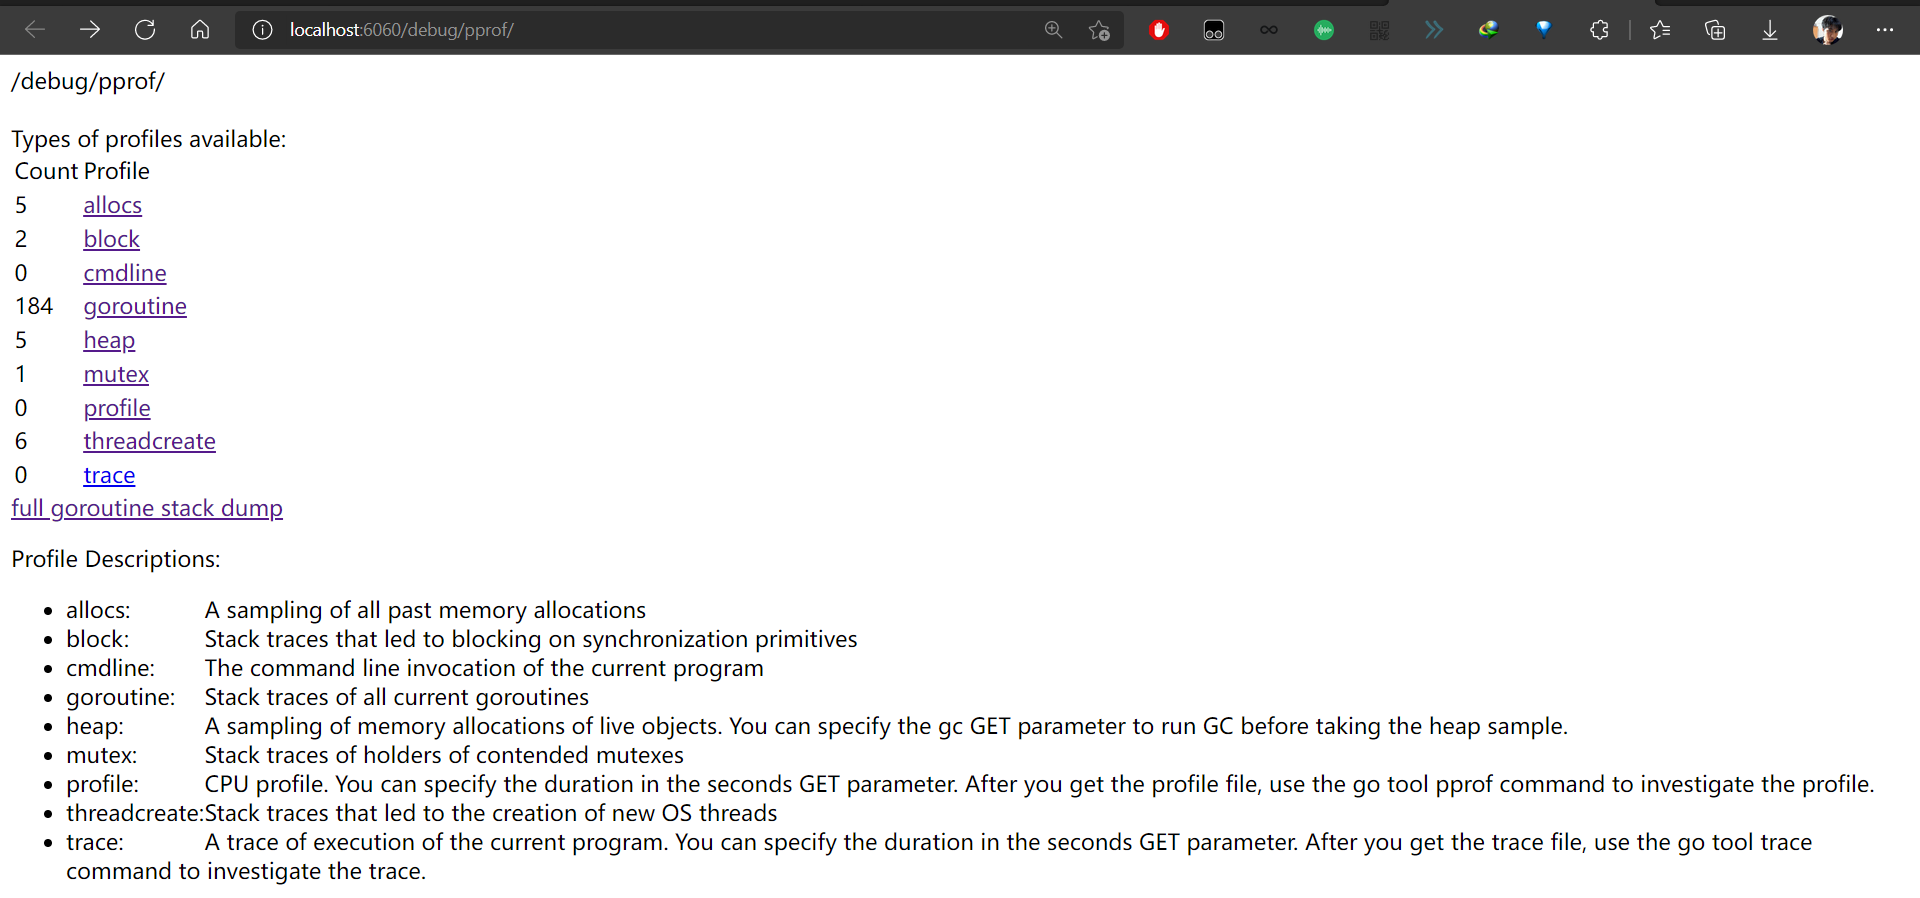 localhost:6060/debug/pprof/
/debug/pprof/
Types of profiles available:
Count Profile
5 allocs
2 block
0 cmdline
184 goroutine
5 heap
1 mutex
0 profile
6 threadcreate
0 trace
full goroutine stack dump
Profile Descriptions:
• allocs: A sampling of all past memory allocations
• block: Stack traces that led to blocking on synchronization primitives
• cmdline: The command line invocation of the current program
• goroutine: Stack traces of all current goroutines
• heap: A sampling of memory allocations of live objects. You can specify the gc GET parameter to run GC before taking the heap sample.
• mutex: Stack traces of holders of contended mutexes
• profile: CPU profile. You can specify the duration in the seconds GET parameter. After you get the profile file, use the go tool pprof command to investigate the profile.
• threadcreate:Stack traces that led to the creation of new OS threads
• trace: A trace of execution of the current program. You can specify the duration in the seconds GET parameter. After you get the trace file, use the go tool trace
command to investigate the trace.